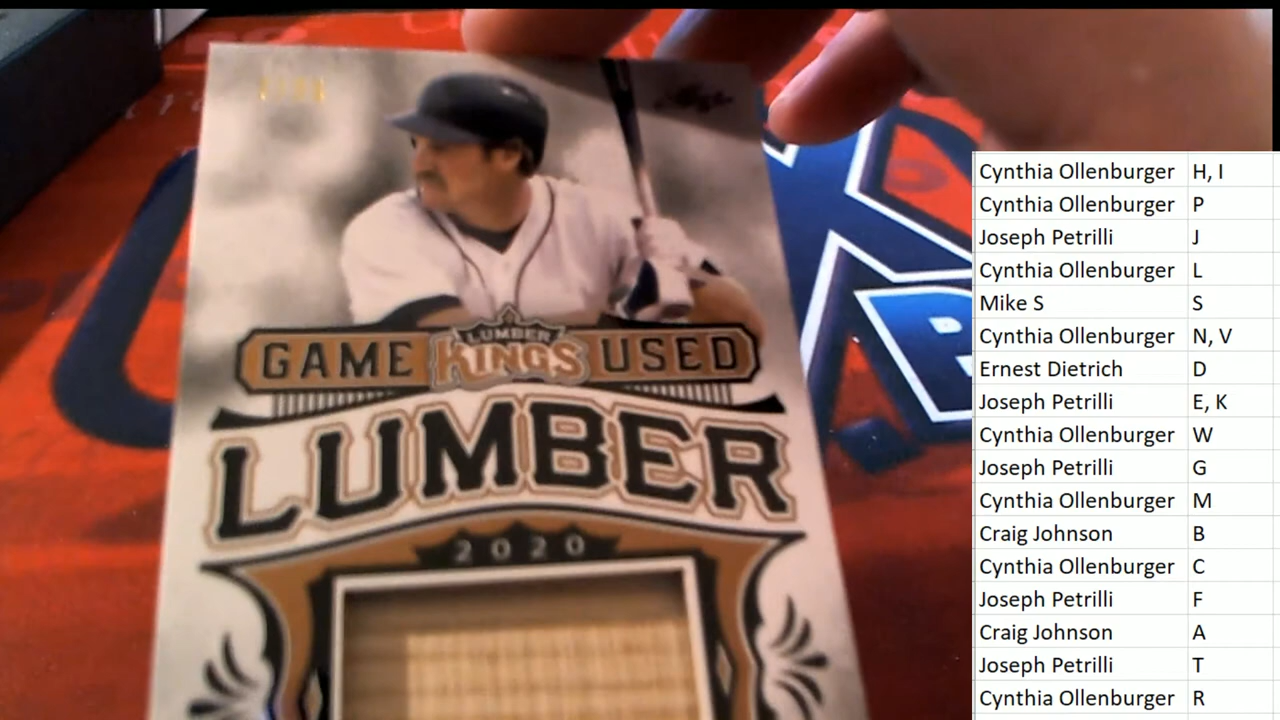 LUMBER
GAME KINGS USED
LUMBER
2020
Cynthia Ollenburger H, I
Cynthia Ollenburger P
Joseph Petrilli J
Cynthia Ollenburger L
Mike S S
Cynthia Ollenburger N, V
Ernest Dietrich D
Joseph Petrilli E, K
Cynthia Ollenburger W
Joseph Petrilli G
Cynthia Ollenburger M
Craig Johnson B
Cynthia Ollenburger C
Joseph Petrilli F
Craig Johnson A
Joseph Petrilli T
Cynthia Ollenburger R